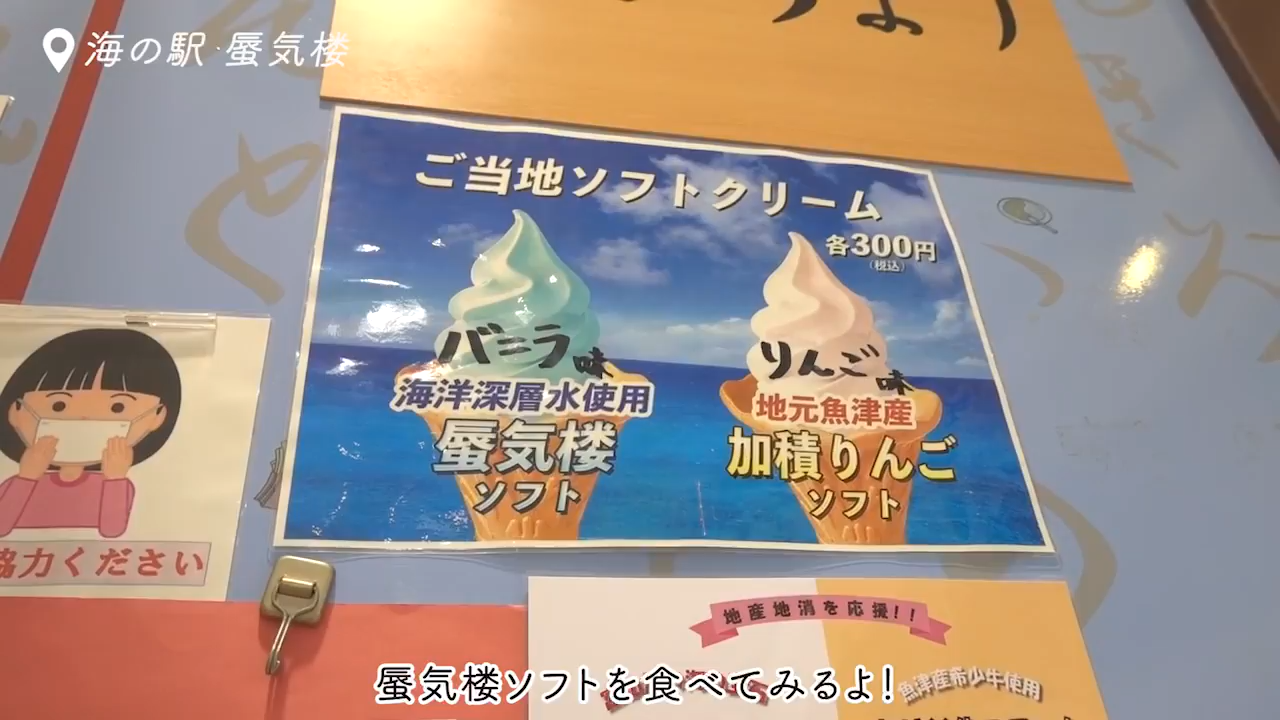 海の駅 蜃気楼
ご当地ソフトクリーム
各300円
(税込)
バニラ味
海洋深層水使用
蜃気楼
ソフト
りんご味
地元魚津産
加積りんご
ソフト
協力ください
地産地消を応援!!
魚津産希少牛使用
蜃気楼ソフトを食べてみるよ!